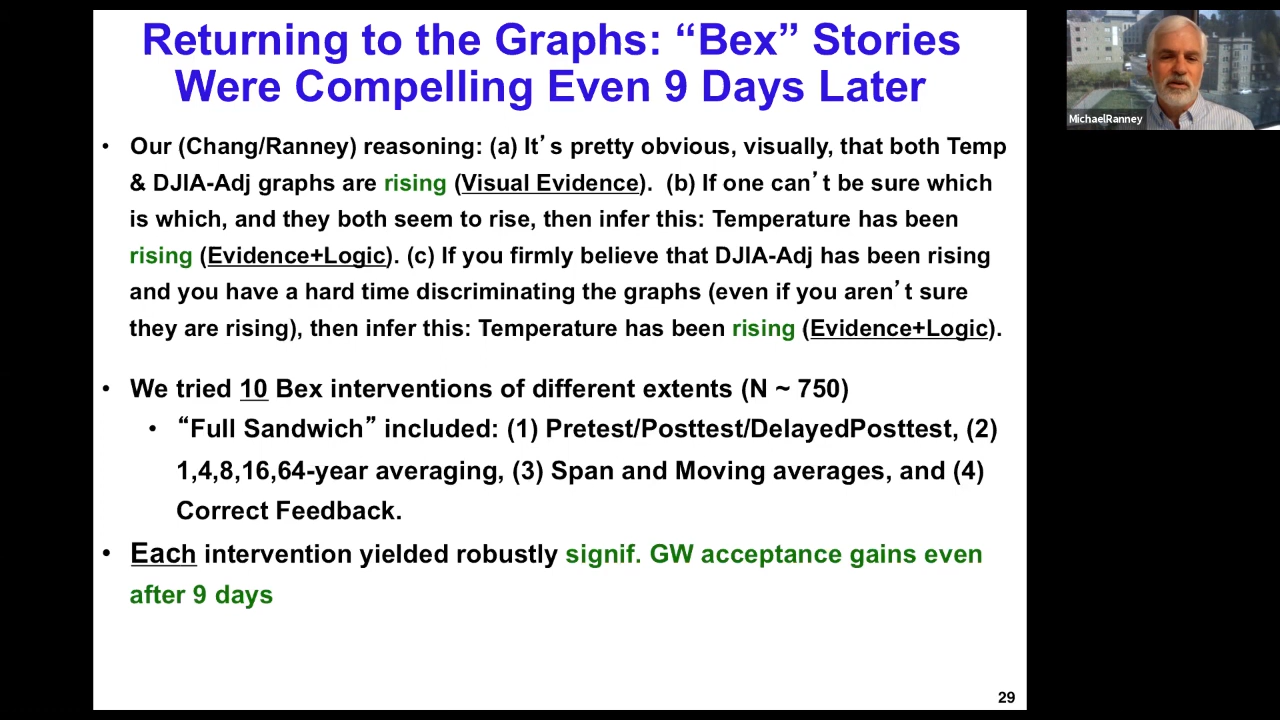 Returning to the Graphs: “Bex” Stories
Were Compelling Even 9 Days Later
• Our (Chang/Ranney) reasoning: (a) It’s pretty obvious, visually, that both Temp
& DJIA-Adj graphs are rising (Visual Evidence). (b) If one can’t be sure which
is which, and they both seem to rise, then infer this: Temperature has been
rising (Evidence+Logic). (c) If you firmly believe that DJIA-Adj has been rising
and you have a hard time discriminating the graphs (even if you aren’t sure
they are rising), then infer this: Temperature has been rising (Evidence+Logic).
• We tried 10 Bex interventions of different extents (N ~ 750)
• “Full Sandwich” included: (1) Pretest/Posttest/DelayedPosttest, (2)
1,4,8,16,64-year averaging, (3) Span and Moving averages, and (4)
Correct Feedback.
• Each intervention yielded robustly signif. GW acceptance gains even
after 9 days
29
MichaelRanney